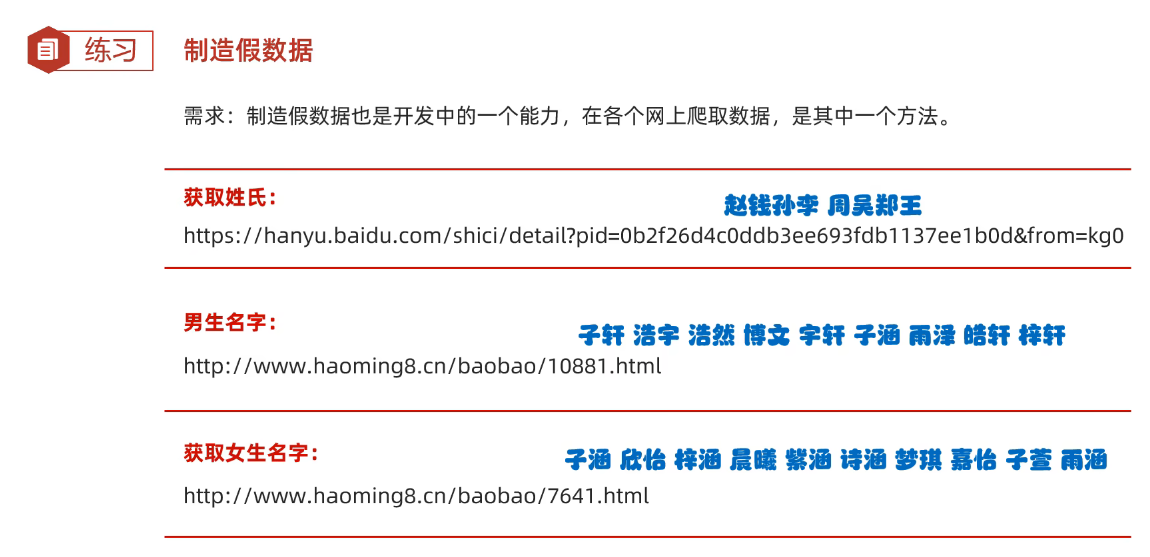 练习 制造假数据
需求：制造假数据也是开发中的一个能力，在各个网上爬取数据，是其中一个方法。
获取姓氏：
赵钱孙李 周吴郑王
https://hanyu.baidu.com/shici/detail?pid=0b2f26d4c0ddb3ee693fdb1137ee1b0d&from=kg0
男生名字：
子轩 浩宇 浩然 博文 宇轩 子涵 雨泽 皓轩 梓轩
http://www.haoming8.cn/baobao/10881.html
获取女生名字：
子涵 欣怡 梓涵 晨曦 紫涵 诗涵 梦琪 嘉怡 子萱 雨涵
http://www.haoming8.cn/baobao/7641.html